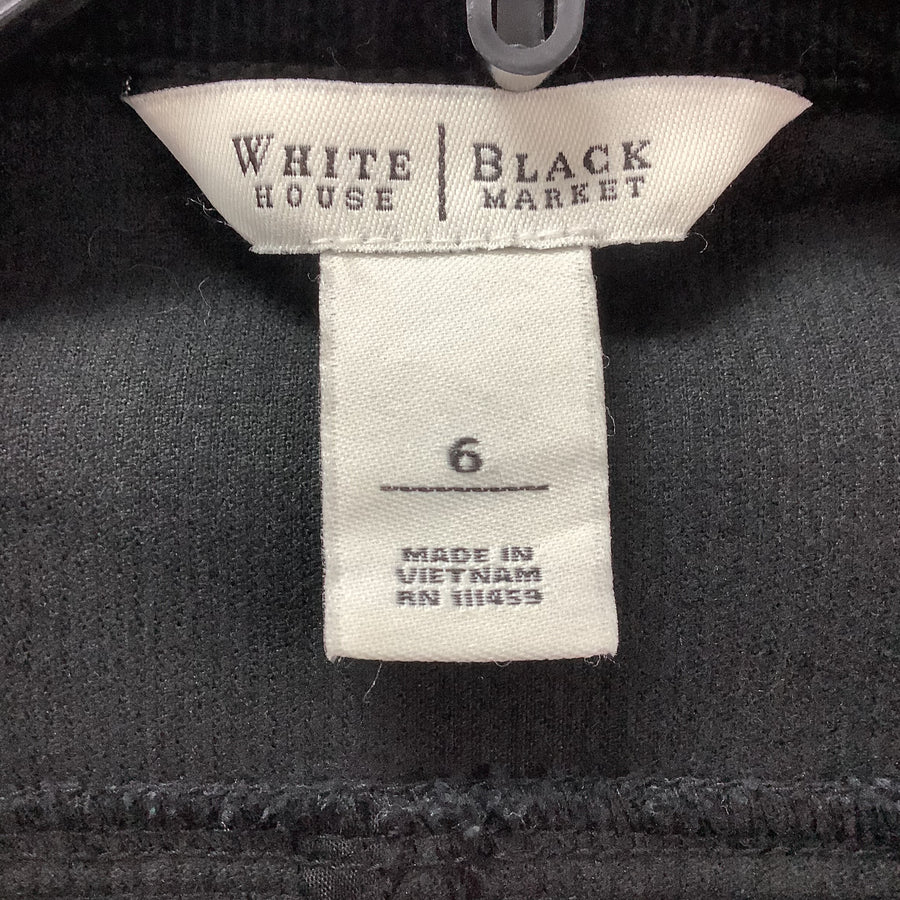 WHITE | BLACK
HOUSE MARKET
6
MADE IN
VIETNAM
RN 111459